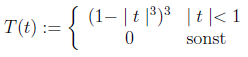 T(t) := { (1− | t |³)³ | t |< 1
0 sonst